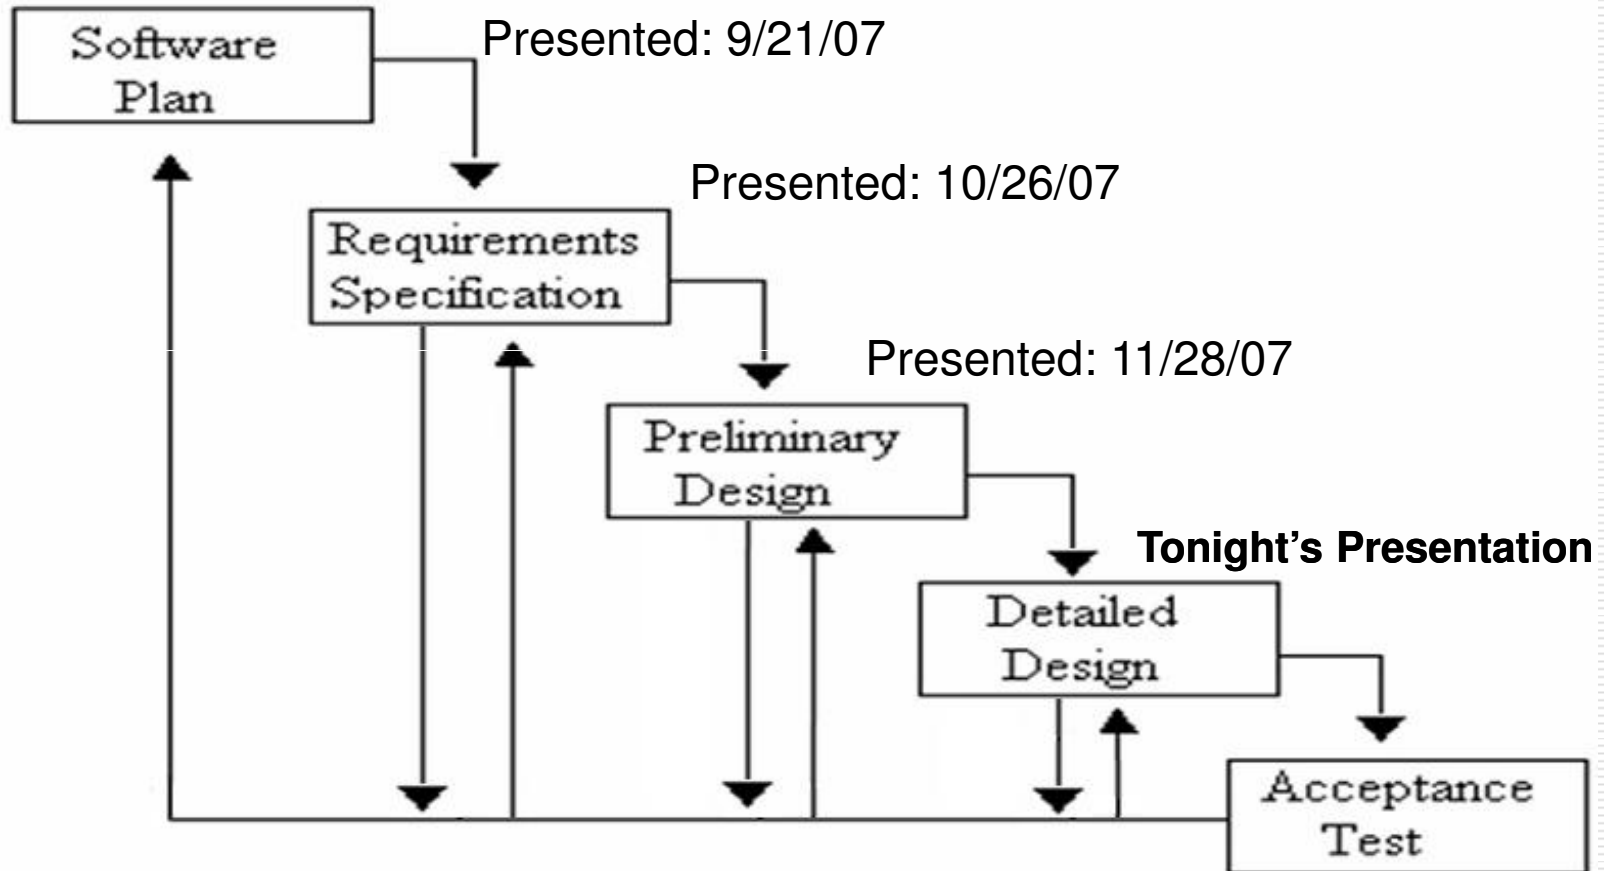 Software
Plan
Presented: 9/21/07
Presented: 10/26/07
Requirements
Specification
Presented: 11/28/07
Preliminary
Design
Tonight’s Presentation
Detailed
Design
Acceptance
Test